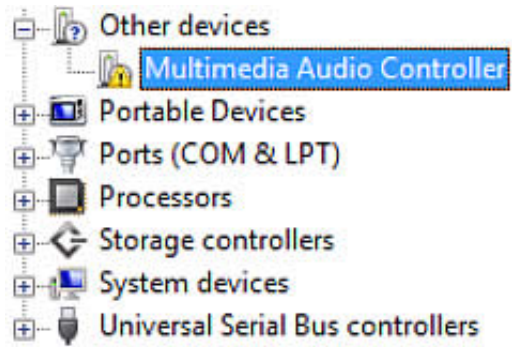 Other devices
Multimedia Audio Controller
Portable Devices
Ports (COM & LPT)
Processors
Storage controllers
System devices
Universal Serial Bus controllers